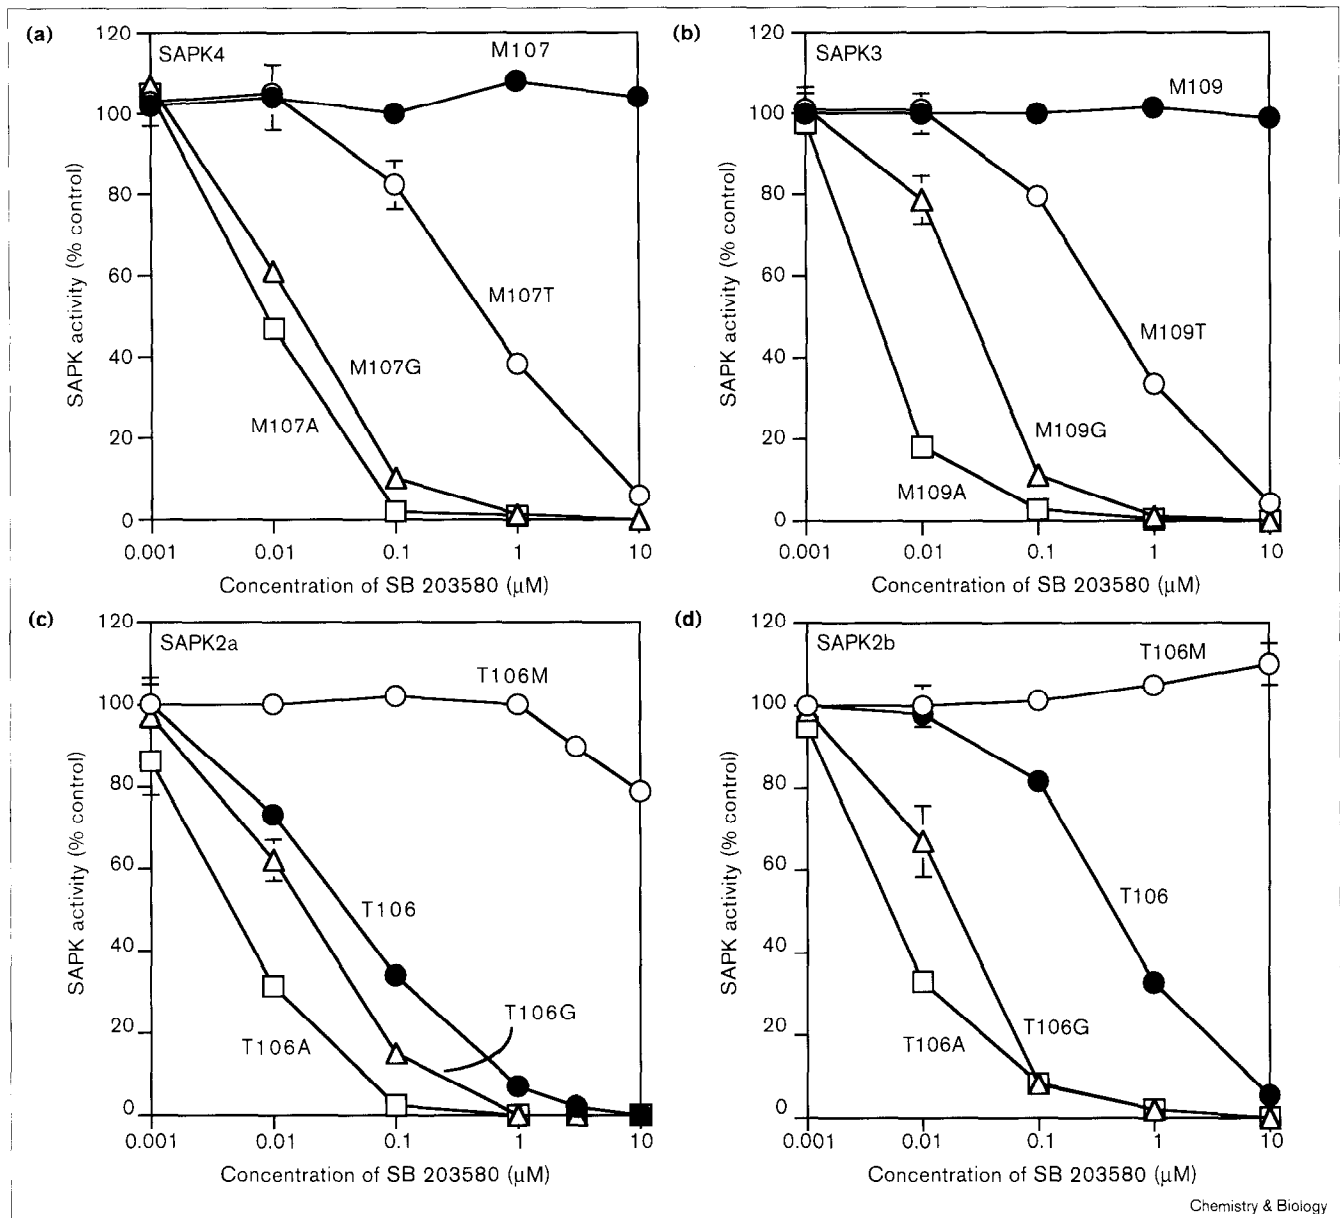 (a)
SAPK4
M107
M107T
M107G
M107A
SAPK activity (% control)
120
100
80
60
40
20
0
0.001
0.01
0.1
1
10
Concentration of SB 203580 (μM)
(b)
SAPK3
M109
M109T
M109G
M109A
SAPK activity (% control)
120
100
80
60
40
20
0
0.001
0.01
0.1
1
10
Concentration of SB 203580 (μM)
(c)
SAPK2a
T106M
T106
T106G
T106A
SAPK activity (% control)
120
100
80
60
40
20
0
0.001
0.01
0.1
1
10
Concentration of SB 203580 (μM)
(d)
SAPK2b
T106M
T106
T106G
T106A
SAPK activity (% control)
120
100
80
60
40
20
0
0.001
0.01
0.1
1
10
Concentration of SB 203580 (μM)
Chemistry & Biology